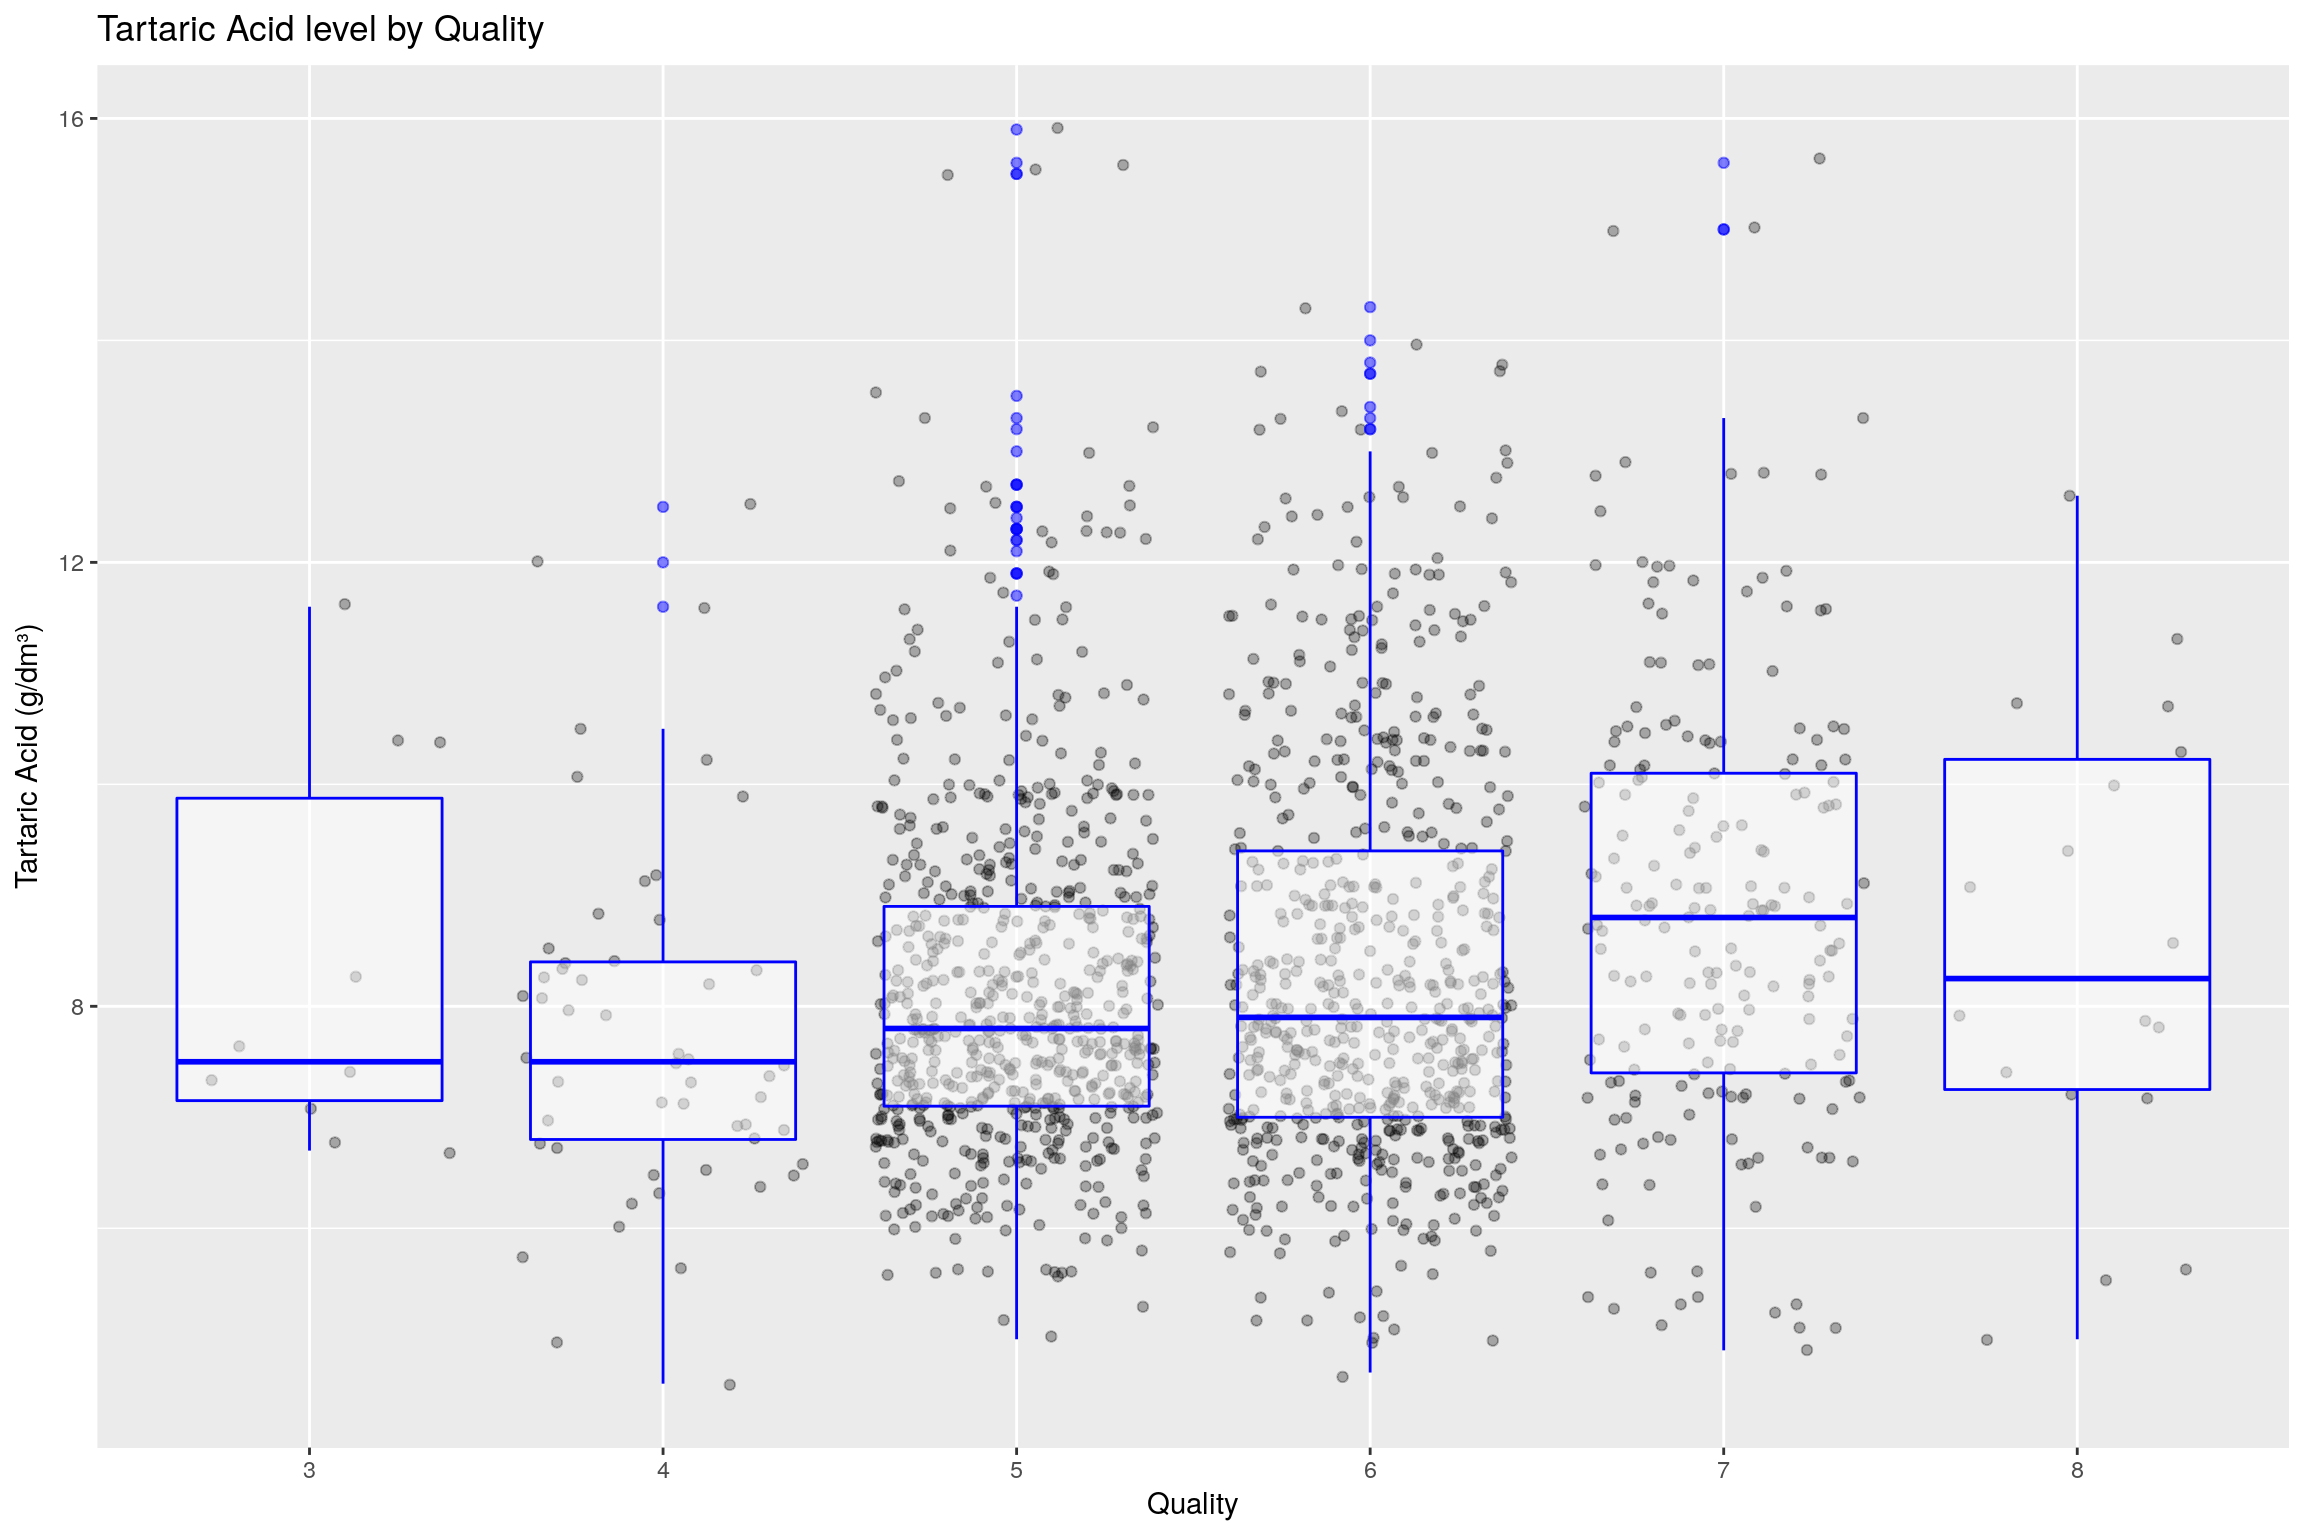 Tartaric Acid level by Quality
Tartaric Acid (g/dm³)
16
12
8
3 4 5 6 7 8
Quality